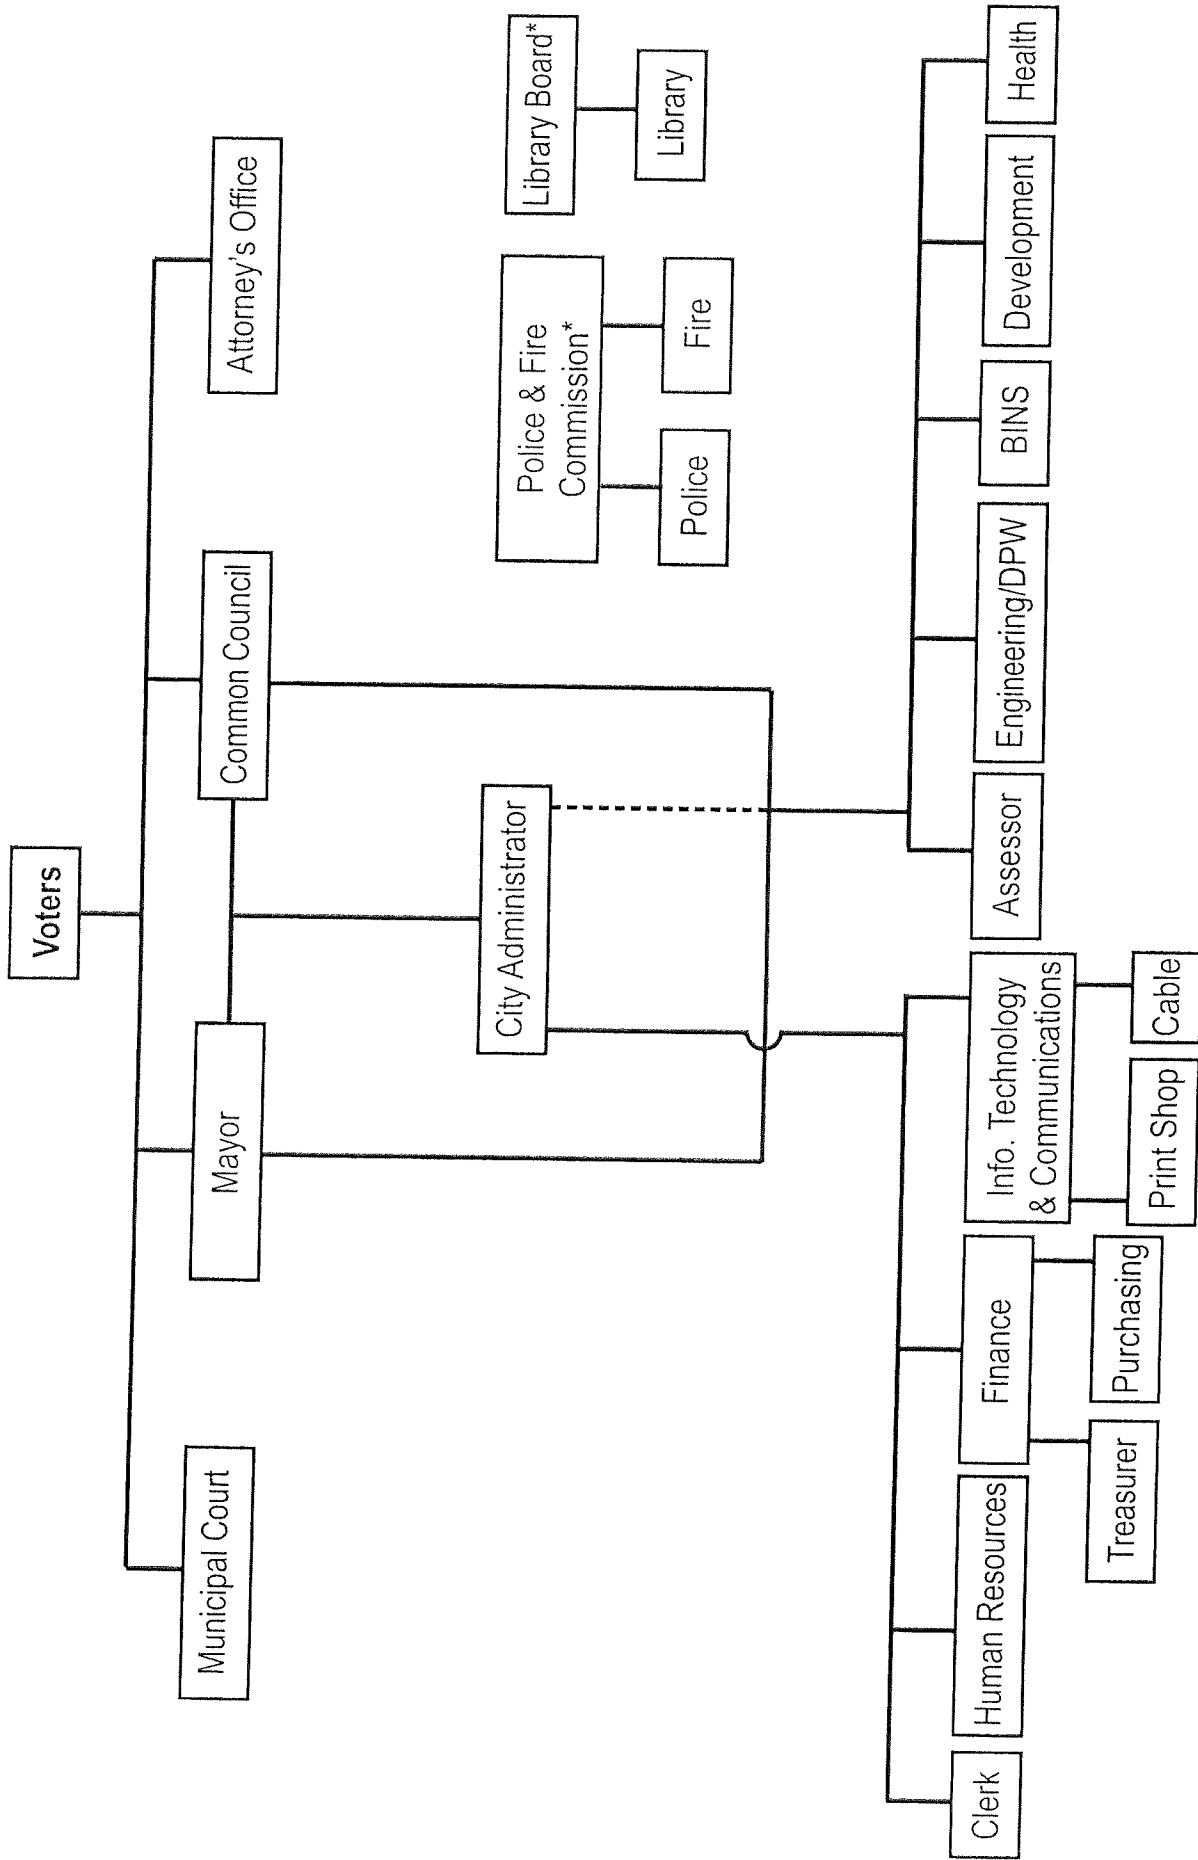 Voters
Municipal Court
Mayor
Common Council
Attorney's Office
City Administrator
Police & Fire
Commission*
Library Board*
Police
Fire
Library
Clerk
Human Resources
Finance
Info. Technology
& Communications
Assessor
Engineering/DPW
BINS
Development
Health
Treasurer
Purchasing
Print Shop
Cable